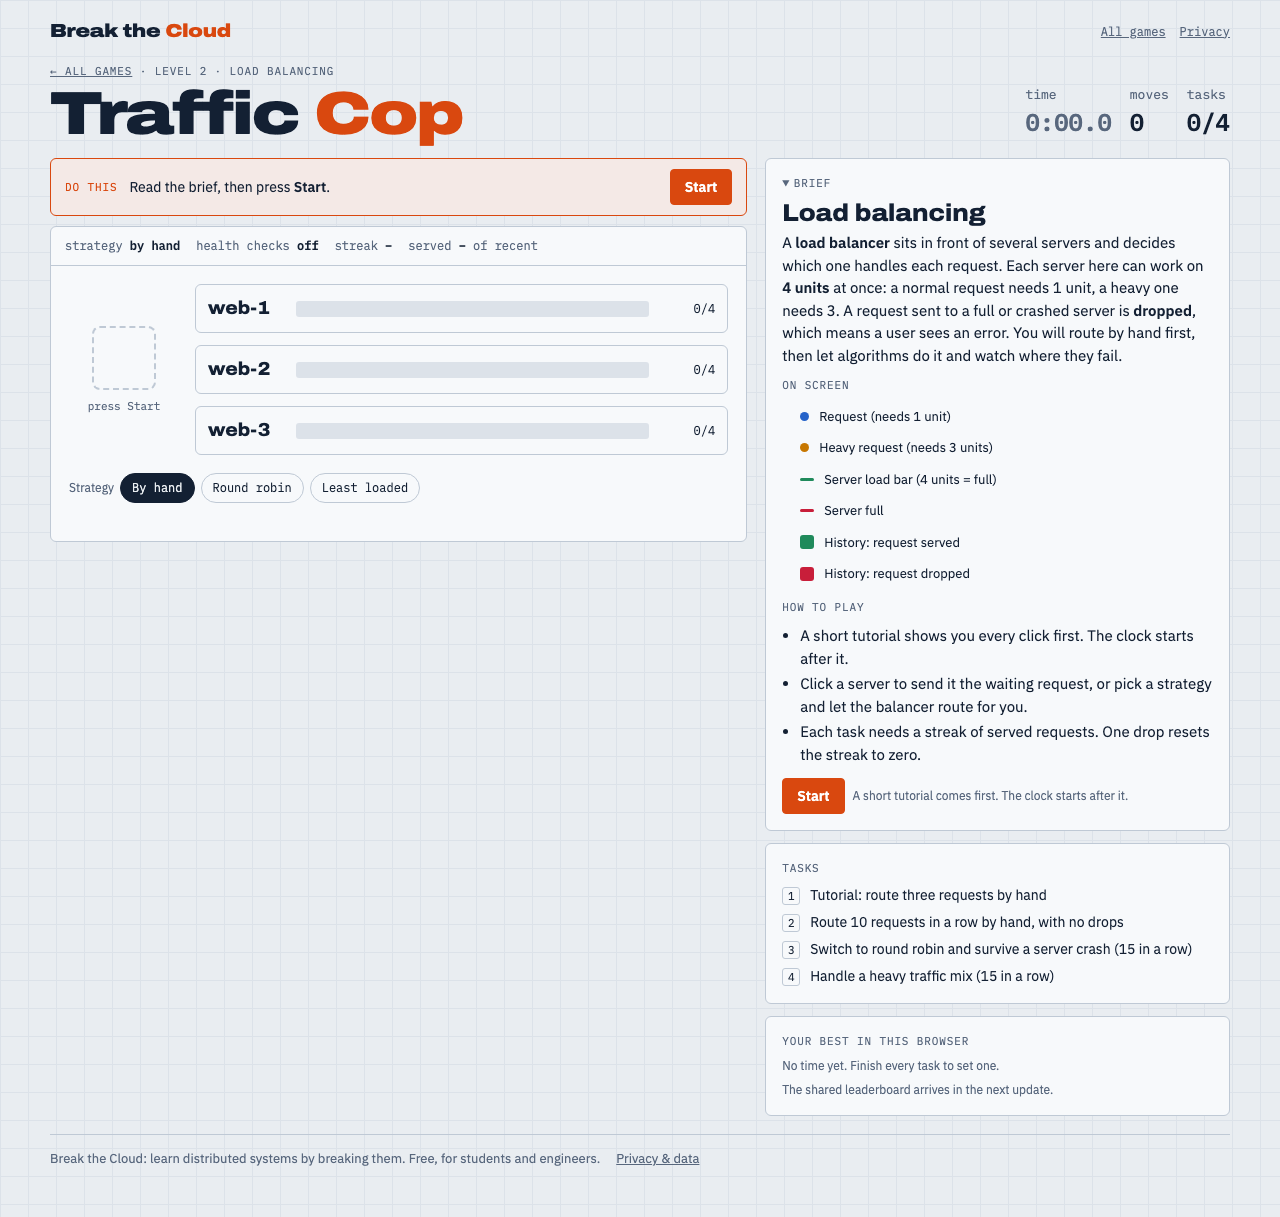 Break the Cloud
All games Privacy
← ALL GAMES · LEVEL 2 · LOAD BALANCING
Traffic Cop
time moves tasks
0:00.0 0 0/4
DO THIS Read the brief, then press Start. Start
strategy by hand health checks off streak – served – of recent
web-1 0/4
web-2 0/4
press Start
web-3 0/4
Strategy By hand Round robin Least loaded
▼ BRIEF
Load balancing
A load balancer sits in front of several servers and decides
which one handles each request. Each server here can work on
4 units at once: a normal request needs 1 unit, a heavy one
needs 3. A request sent to a full or crashed server is dropped,
which means a user sees an error. You will route by hand first,
then let algorithms do it and watch where they fail.
ON SCREEN
Request (needs 1 unit)
Heavy request (needs 3 units)
Server load bar (4 units = full)
Server full
History: request served
History: request dropped
HOW TO PLAY
• A short tutorial shows you every click first. The clock starts
after it.
• Click a server to send it the waiting request, or pick a strategy
and let the balancer route for you.
• Each task needs a streak of served requests. One drop resets
the streak to zero.
Start A short tutorial comes first. The clock starts after it.
TASKS
1 Tutorial: route three requests by hand
2 Route 10 requests in a row by hand, with no drops
3 Switch to round robin and survive a server crash (15 in a row)
4 Handle a heavy traffic mix (15 in a row)
YOUR BEST IN THIS BROWSER
No time yet. Finish every task to set one.
The shared leaderboard arrives in the next update.
Break the Cloud: learn distributed systems by breaking them. Free, for students and engineers. Privacy & data